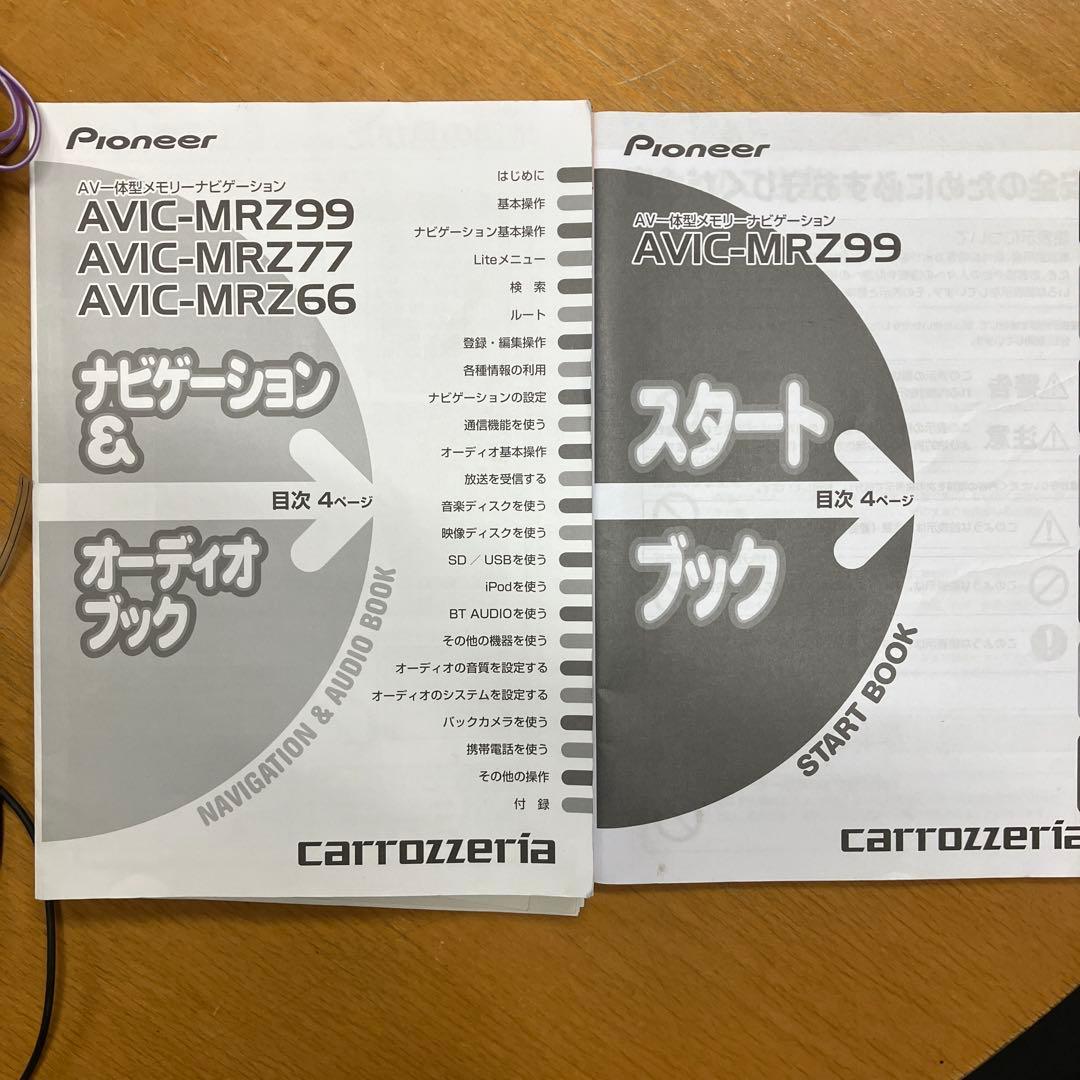 Pioneer
AV一体型メモリーナビゲーション
AVIC-MRZ99
AVIC-MRZ77
AVIC-MRZ66
ナビゲーション
&
オーディオ
ブック
目次 4ページ
NAVIGATION & AUDIO BOOK
はじめに
基本操作
ナビゲーション基本操作
Liteメニュー
検 索
ルート
登録・編集操作
各種情報の利用
ナビゲーションの設定
通信機能を使う
オーディオ基本操作
放送を受信する
音楽ディスクを使う
映像ディスクを使う
SD / USBを使う
iPodを使う
BT AUDIOを使う
その他の機器を使う
オーディオの音質を設定する
オーディオのシステムを設定する
バックカメラを使う
携帯電話を使う
その他の操作
付 録
carrozzeria
Pioneer
AV一体型メモリーナビゲーション
AVIC-MRZ99
スタート
ブック
目次 4ページ
START BOOK
carrozzeria